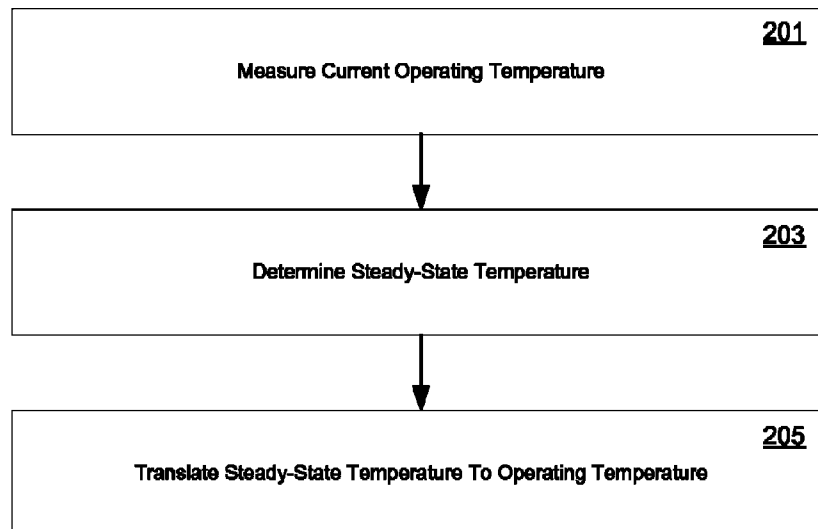 201
Measure Current Operating Temperature
203
Determine Steady-State Temperature
205
Translate Steady-State Temperature To Operating Temperature